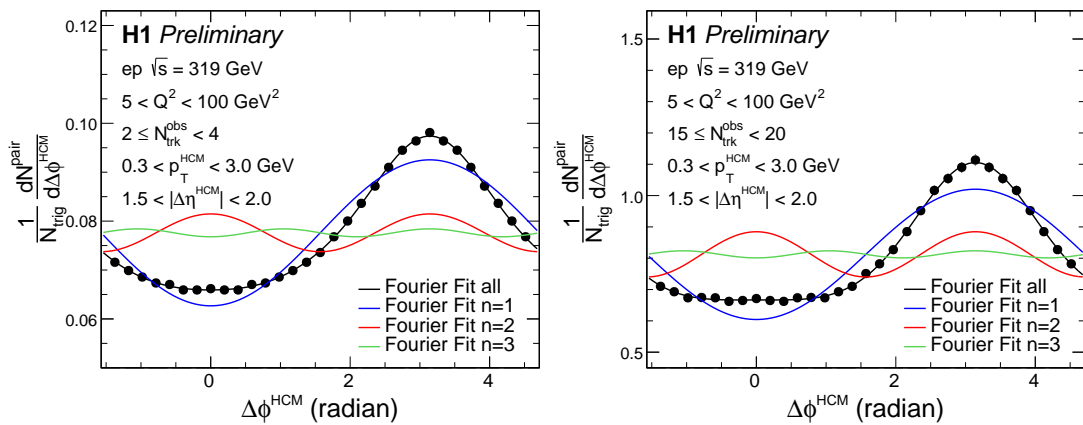 H1 Preliminary
ep √s = 319 GeV
5 < Q² < 100 GeV²
2 ≤ N_trk^obs < 4
0.3 < p_T^HCM < 3.0 GeV
1.5 < |Δη^HCM| < 2.0
1/N_trig dN^pair/dΔφ^HCM
0.12
0.10
0.08
0.06
Fourier Fit all
Fourier Fit n=1
Fourier Fit n=2
Fourier Fit n=3
0 2 4
Δφ^HCM (radian)
H1 Preliminary
ep √s = 319 GeV
5 < Q² < 100 GeV²
15 ≤ N_trk^obs < 20
0.3 < p_T^HCM < 3.0 GeV
1.5 < |Δη^HCM| < 2.0
1/N_trig dN^pair/dΔφ^HCM
1.5
1.0
0.5
Fourier Fit all
Fourier Fit n=1
Fourier Fit n=2
Fourier Fit n=3
0 2 4
Δφ^HCM (radian)